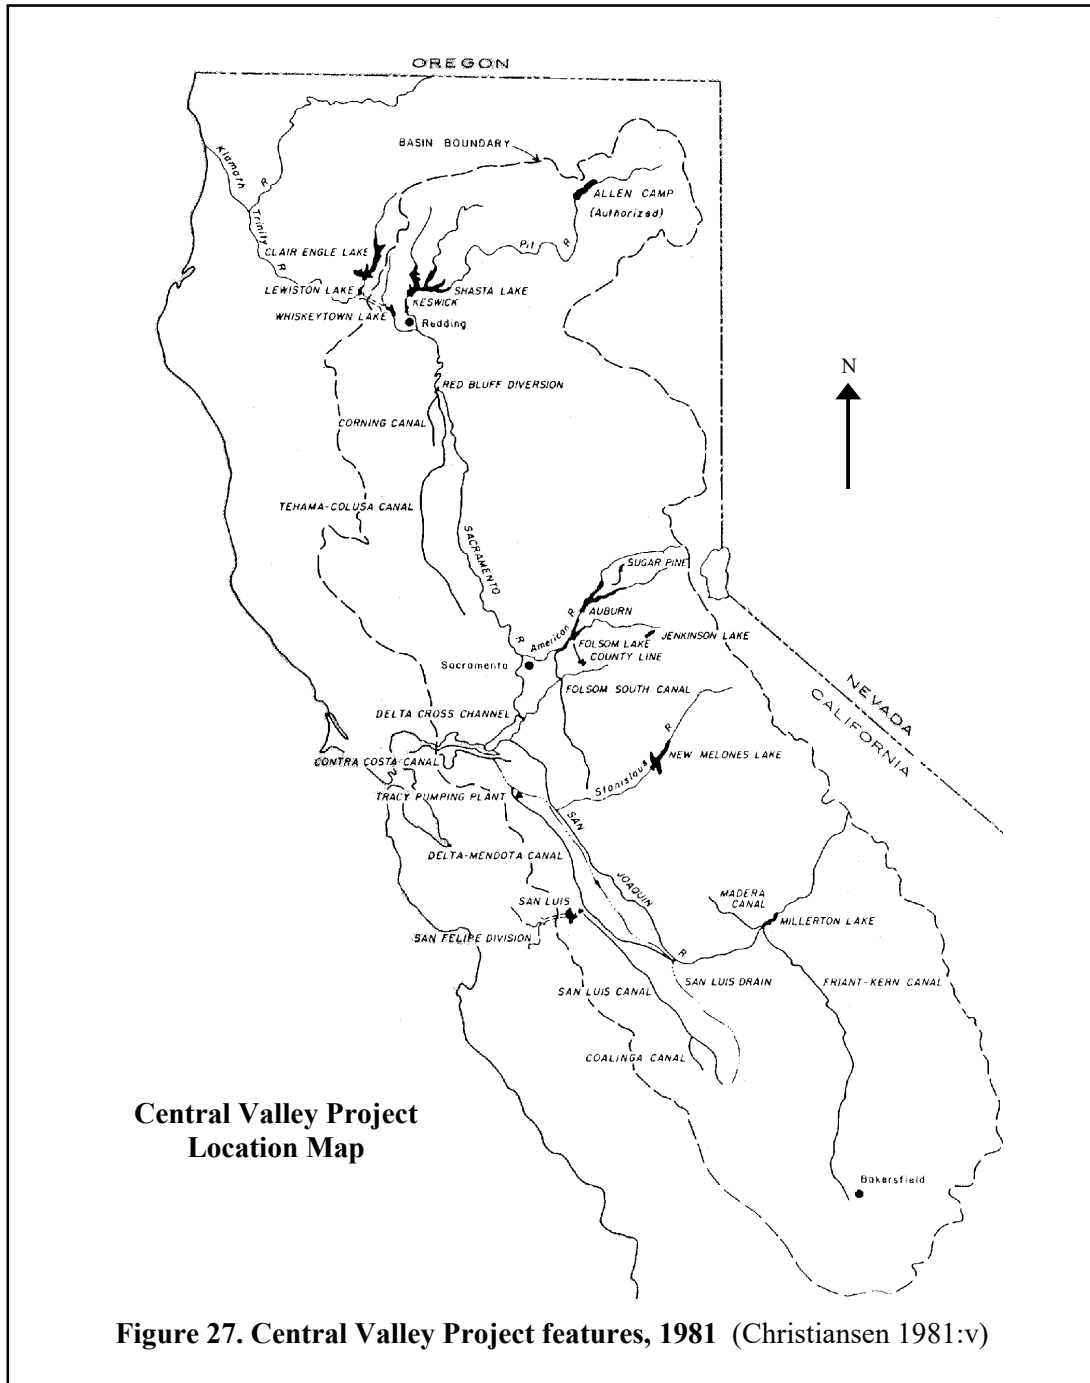 OREGON
BASIN BOUNDARY
Klamath
R
ALLEN CAMP
(Authorized)
Trinity
R
Pit
R
CLAIR ENGLE LAKE
LEWISTON LAKE
SHASTA LAKE
KESWICK
WHISKEYTOWN LAKE
Redding
N
RED BLUFF DIVERSION
CORNING CANAL
TEHAMA-COLUSA CANAL
SACRAMENTO
R
SUGAR PINE
AUBURN
American
R
JENKINSON LAKE
FOLSOM LAKE
COUNTY LINE
Sacramento
FOLSOM SOUTH CANAL
NEVADA
CALIFORNIA
DELTA CROSS CHANNEL
CONTRA COSTA CANAL
Stanislaus
R
NEW MELONES LAKE
TRACY PUMPING PLANT
SAN
JOAQUIN
R
DELTA-MENDOTA CANAL
MADERA
CANAL
SAN LUIS
MILLERTON LAKE
SAN FELIPE DIVISION
SAN LUIS CANAL
SAN LUIS DRAIN
FRIANT-KERN CANAL
COALINGA CANAL
Central Valley Project
Location Map
Bakersfield
Figure 27. Central Valley Project features, 1981 (Christiansen 1981:v)